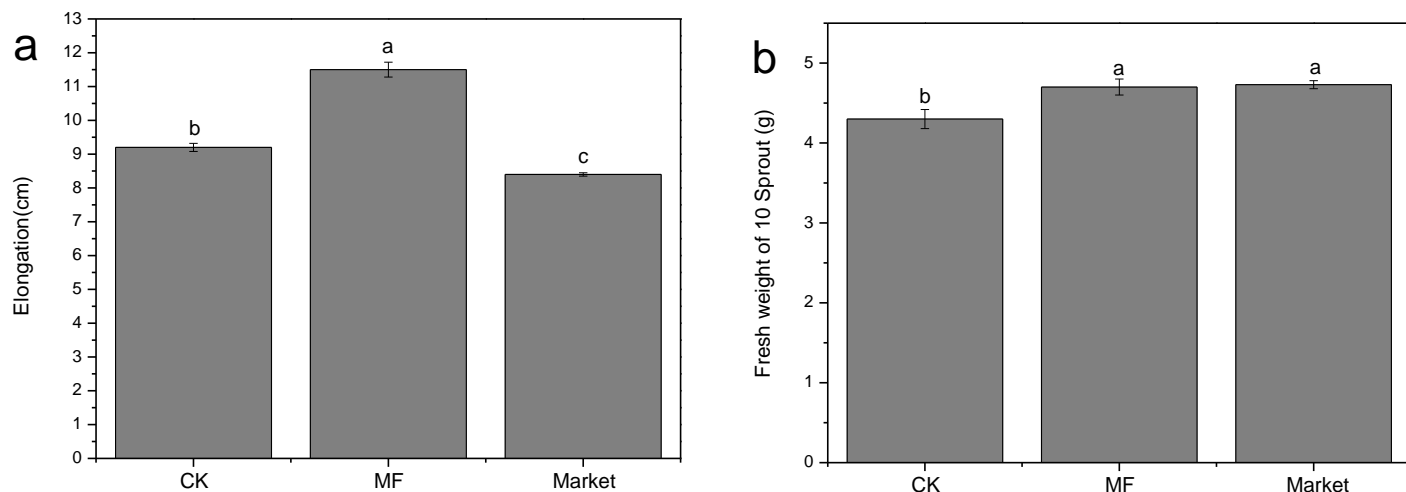 a
Elongation(cm)
13
12
11
10
9
8
7
6
5
4
3
2
1
0
b
a
c
CK
MF
Market
b
Fresh weight of 10 Sprout (g)
5
4
3
2
1
0
b
a
a
CK
MF
Market